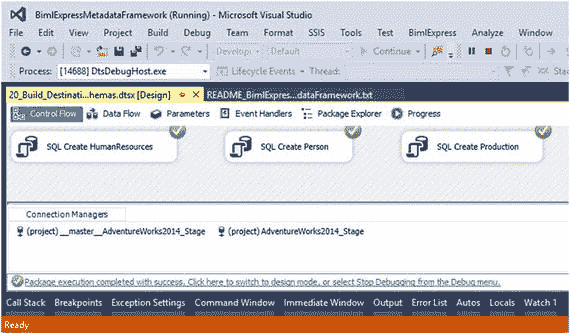 BimlExpressMetadataFramework (Running) - Microsoft Visual Studio
File Edit View Project Build Debug Team Format SSIS Tools Test BimlExpress Analyze Window
Develop Default Continue
Process: [14688] DtsDebugHost.exe Lifecycle Events Thread:
20_Build_Destinati...hemas.dtsx [Design] README_BimlExpres...dataFramework.txt
Control Flow Data Flow Parameters Event Handlers Package Explorer Progress
SQL Create HumanResources SQL Create Person SQL Create Production
Connection Managers
(project) __master__AdventureWorks2014_Stage (project) AdventureWorks2014_Stage
Package execution completed with success. Click here to switch to design mode, or select Stop Debugging from the Debug menu.
Call Stack Breakpoints Exception Settings Command Window Immediate Window Output Error List Autos Locals Watch 1
Ready